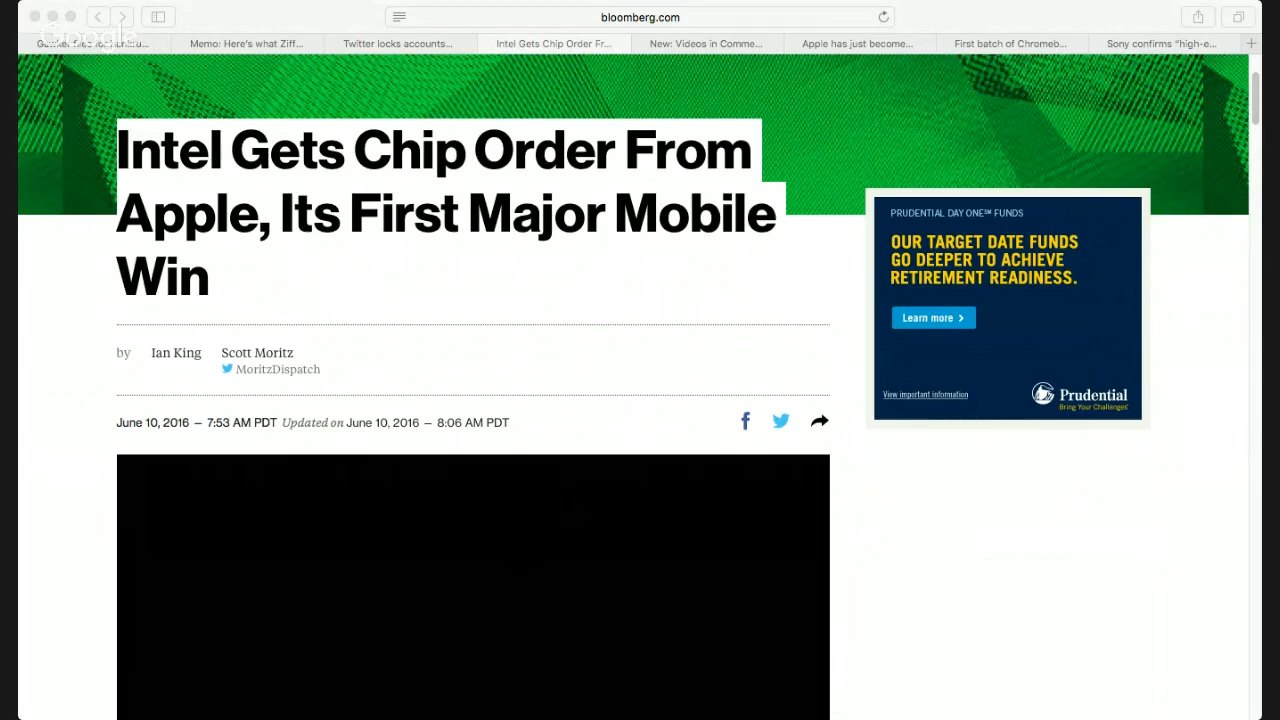 bloomberg.com
Google
Memo: Here's what Ziff...
Twitter locks accounts...
Intel Gets Chip Order Fr...
New: Videos in Comme...
Apple has just become...
First batch of Chromeb...
Sony confirms "high-e...
Intel Gets Chip Order From
Apple, Its First Major Mobile
Win
by Ian King Scott Moritz
MoritzDispatch
June 10, 2016 — 7:53 AM PDT Updated on June 10, 2016 — 8:06 AM PDT
PRUDENTIAL DAY ONE℠ FUNDS
OUR TARGET DATE FUNDS
GO DEEPER TO ACHIEVE
RETIREMENT READINESS.
Learn more
View important information
Prudential
Bring Your Challenges®